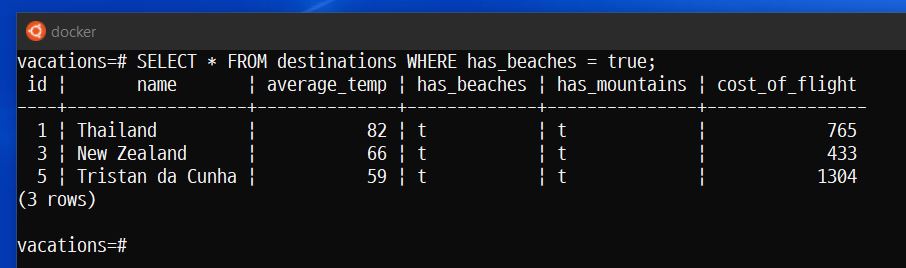 docker
vacations=# SELECT * FROM destinations WHERE has_beaches = true;
 id ¦       name       ¦ average_temp ¦ has_beaches ¦ has_mountains ¦ cost_of_flight
----+------------------+--------------+-------------+---------------+----------------
  1 ¦ Thailand         ¦           82 ¦ t           ¦ t             ¦            765
  3 ¦ New Zealand      ¦           66 ¦ t           ¦ t             ¦            433
  5 ¦ Tristan da Cunha ¦           59 ¦ t           ¦ t             ¦           1304
(3 rows)
vacations=#